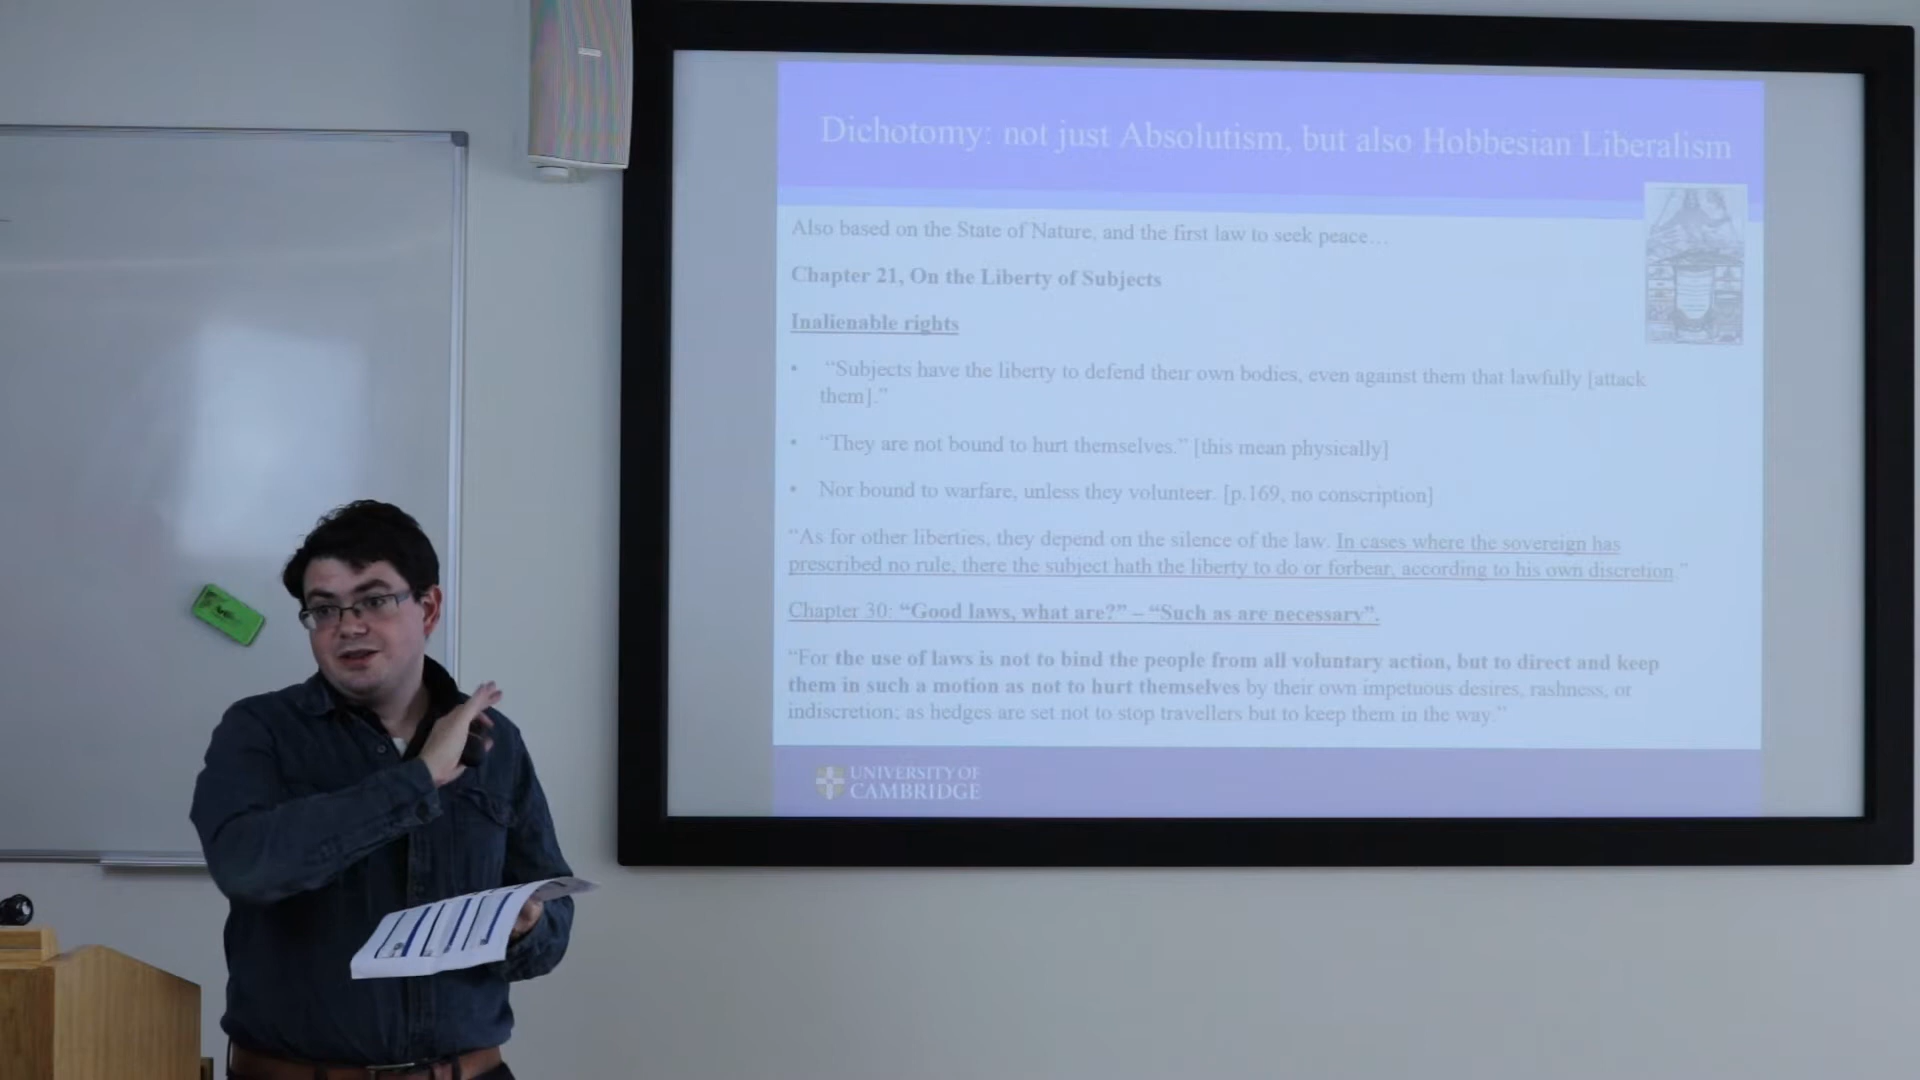 Dichotomy: not just Absolutism, but also Hobbesian Liberalism
Also based on the State of Nature, and the first law to seek peace…
Chapter 21, On the Liberty of Subjects
Inalienable rights
• “Subjects have the liberty to defend their own bodies, even against them that lawfully [attack
them].”
• “They are not bound to hurt themselves.” [this mean physically]
• Nor bound to warfare, unless they volunteer. [p.169, no conscription]
“As for other liberties, they depend on the silence of the law. In cases where the sovereign has
prescribed no rule, there the subject hath the liberty to do or forbear, according to his own discretion.”
Chapter 30: “Good laws, what are?” – “Such as are necessary”.
“For the use of laws is not to bind the people from all voluntary action, but to direct and keep
them in such a motion as not to hurt themselves by their own impetuous desires, rashness, or
indiscretion; as hedges are set not to stop travellers but to keep them in the way.”
UNIVERSITY OF
CAMBRIDGE